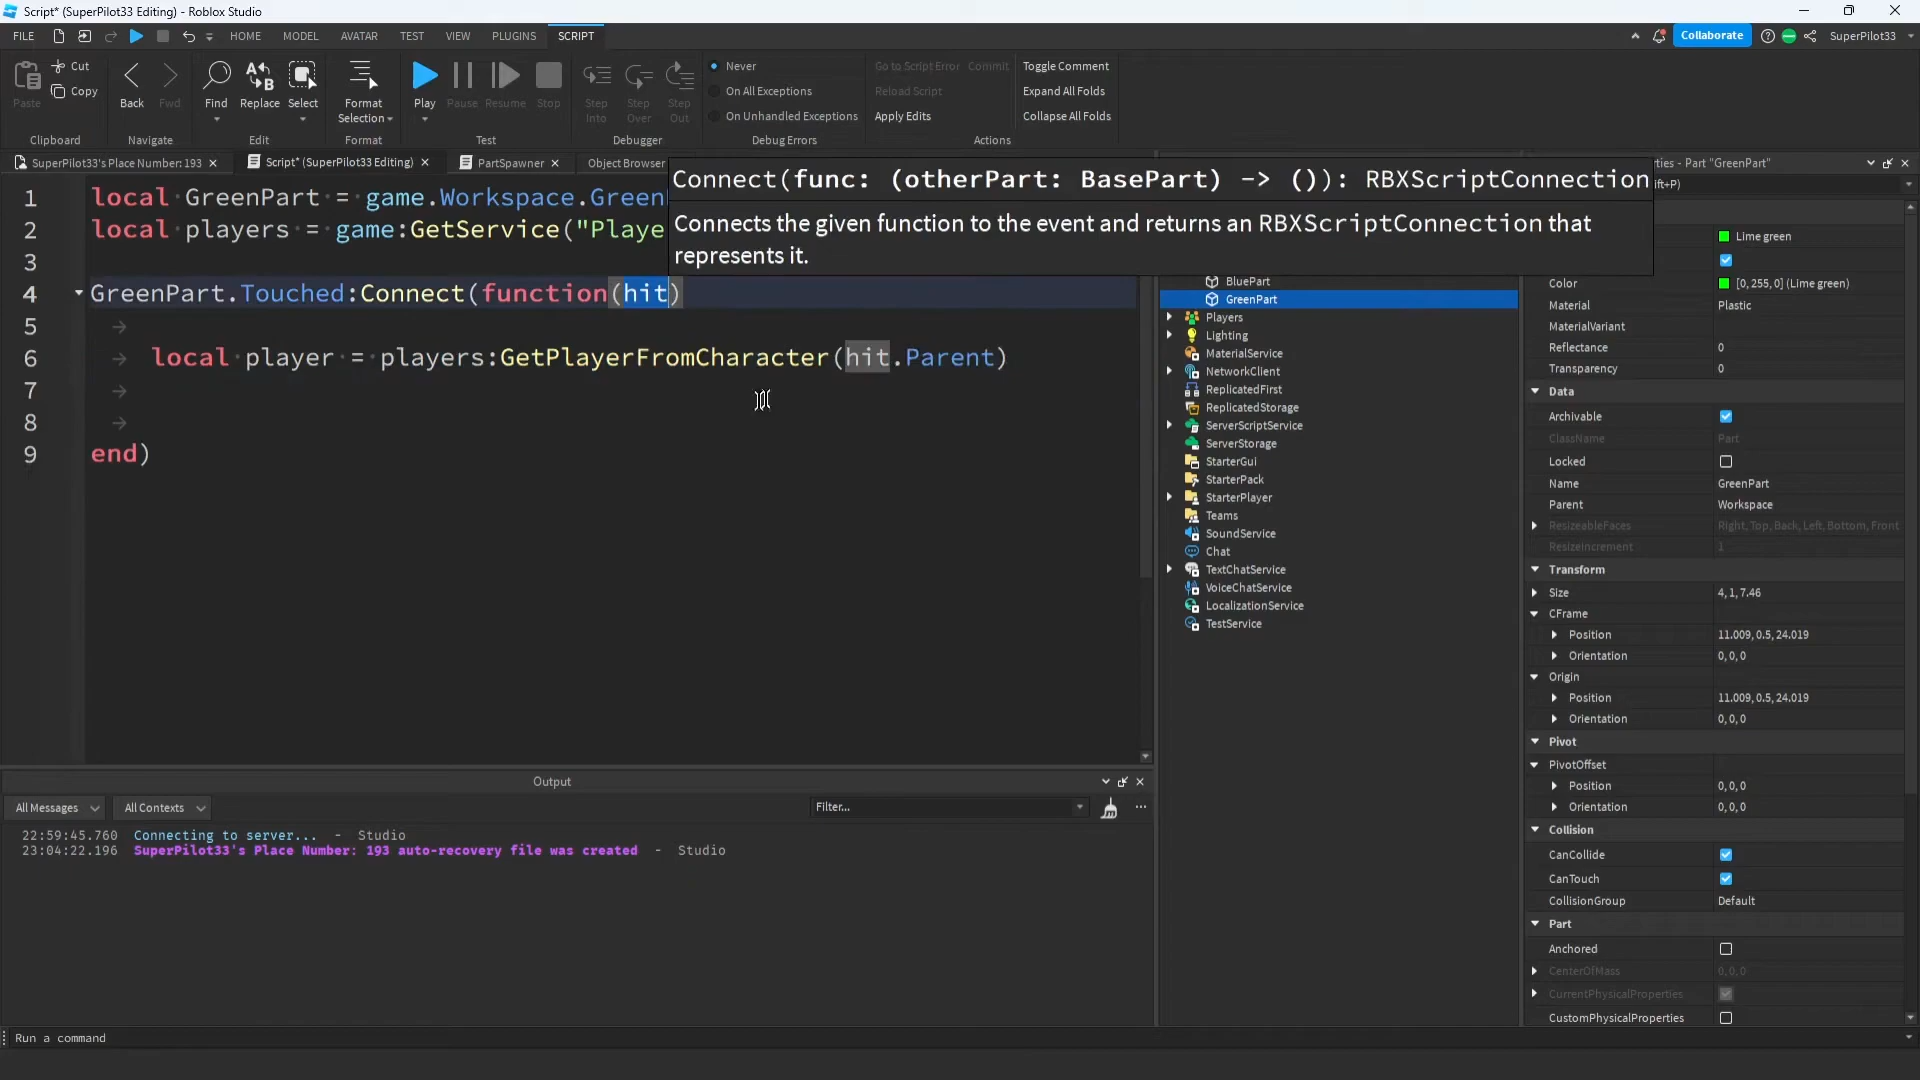 Script* (SuperPilot33 Editing) - Roblox Studio
FILE HOME MODEL AVATAR TEST VIEW PLUGINS SCRIPT Collaborate SuperPilot33
Paste Cut Copy Clipboard
Back Fwd Navigate
Find Replace Select Edit
Format Selection Format
Play Pause Resume Stop Test
Step Into Step Over Step Out Debugger
Never
On All Exceptions
On Unhandled Exceptions
Debug Errors
Go to Script Error Commit
Reload Script
Apply Edits
Toggle Comment
Expand All Folds
Collapse All Folds
Actions
SuperPilot33's Place Number: 193 Script* (SuperPilot33 Editing) PartSpawner Object Browser
Connect(func: (otherPart: BasePart) -> ()): RBXScriptConnection
Connects the given function to the event and returns an RBXScriptConnection that
represents it.
1 local GreenPart = game.Workspace.Green
2 local players = game:GetService("Playe
3
4 GreenPart.Touched:Connect(function(hit)
5
6 local player = players:GetPlayerFromCharacter(hit.Parent)
7
8
9 end)
BluePart
GreenPart
Players
Lighting
MaterialService
NetworkClient
ReplicatedFirst
ReplicatedStorage
ServerScriptService
ServerStorage
StarterGui
StarterPack
StarterPlayer
Teams
SoundService
Chat
TextChatService
VoiceChatService
LocalizationService
TestService
ties - Part "GreenPart"
ift+P)
Lime green
Color [0, 255, 0] (Lime green)
Material Plastic
MaterialVariant
Reflectance 0
Transparency 0
Data
Archivable
ClassName Part
Locked
Name GreenPart
Parent Workspace
ResizeableFaces Right, Top, Back, Left, Bottom, Front
ResizeIncrement 1
Transform
Size 4, 1, 7.46
CFrame
Position 11.009, 0.5, 24.019
Orientation 0, 0, 0
Origin
Position 11.009, 0.5, 24.019
Orientation 0, 0, 0
Pivot
PivotOffset
Position 0, 0, 0
Orientation 0, 0, 0
Collision
CanCollide
CanTouch
CollisionGroup Default
Part
Anchored
CenterOfMass 0, 0, 0
CurrentPhysicalProperties
CustomPhysicalProperties
Output
All Messages All Contexts Filter...
22:59:45.760 Connecting to server... - Studio
23:04:22.196 SuperPilot33's Place Number: 193 auto-recovery file was created - Studio
Run a command